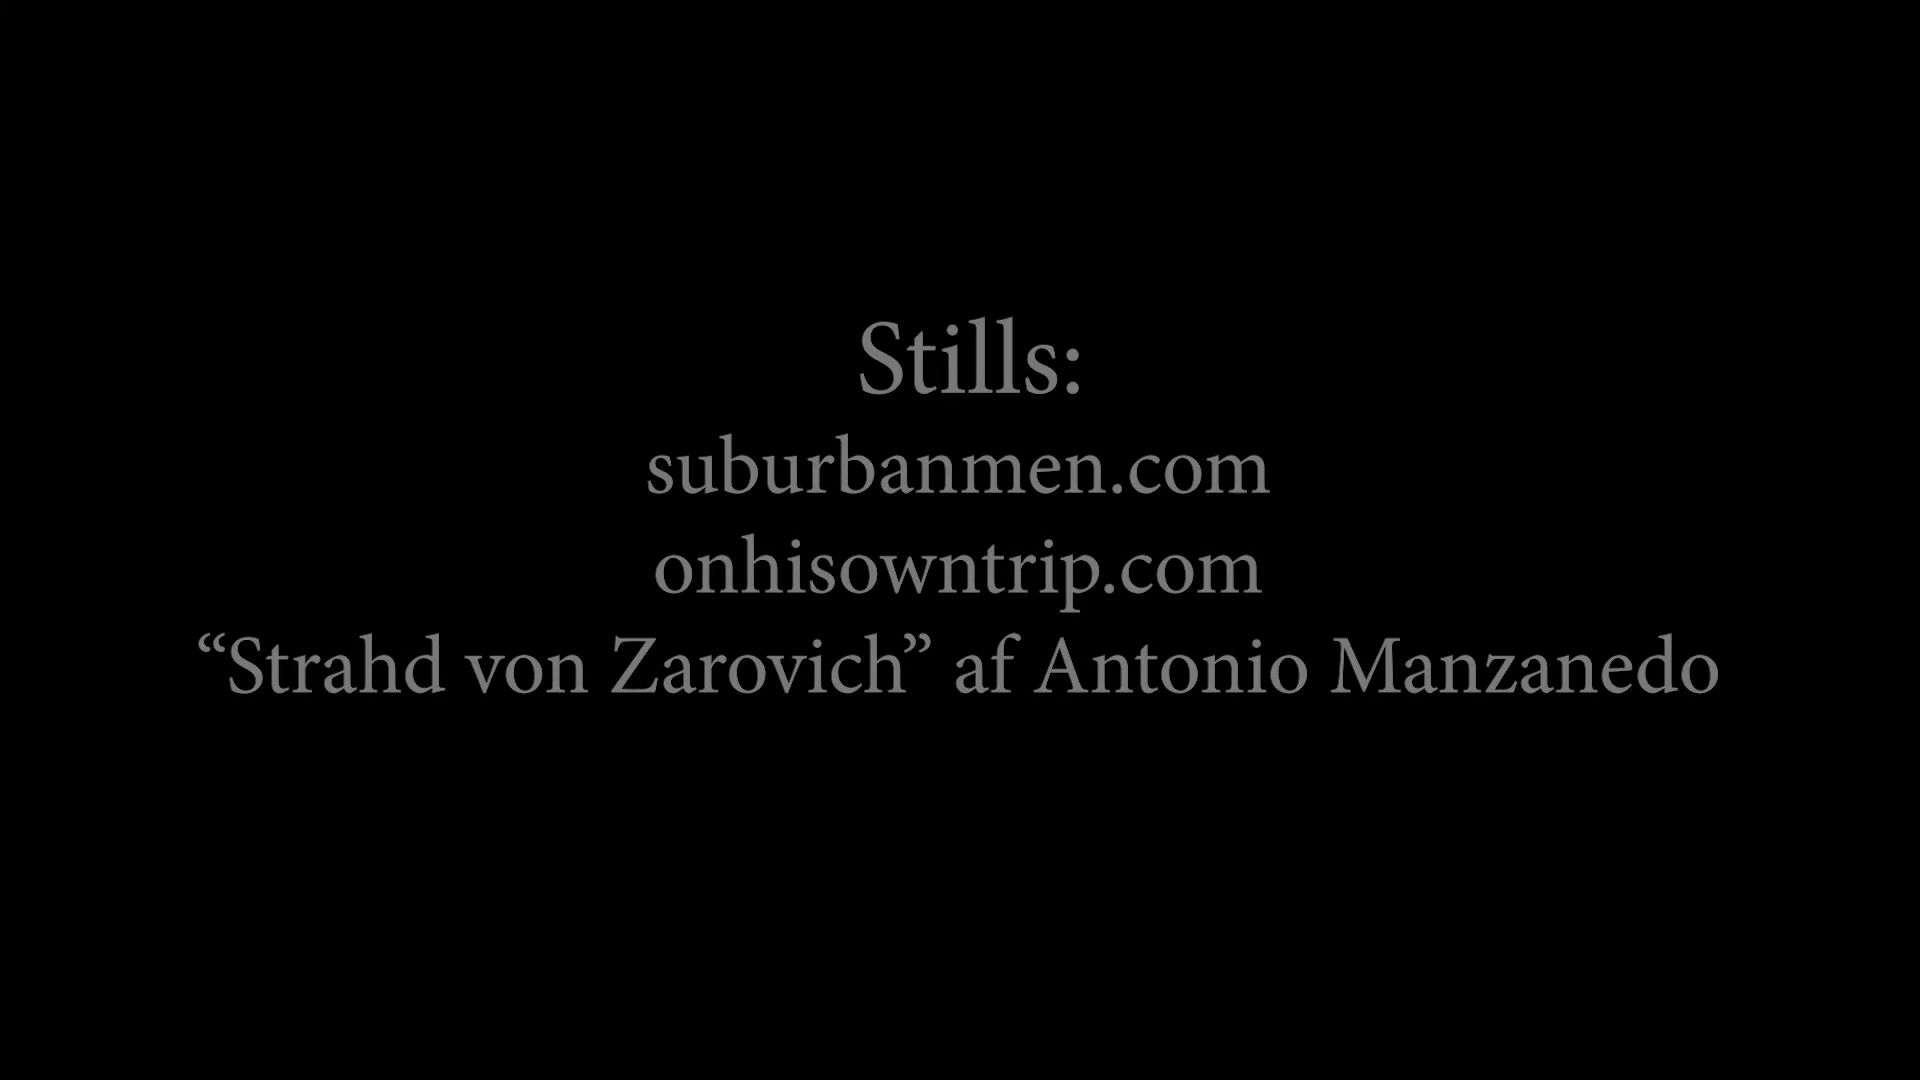 Stills:
suburbanmen.com
onhisowntrip.com
“Strahd von Zarovich” af Antonio Manzanedo